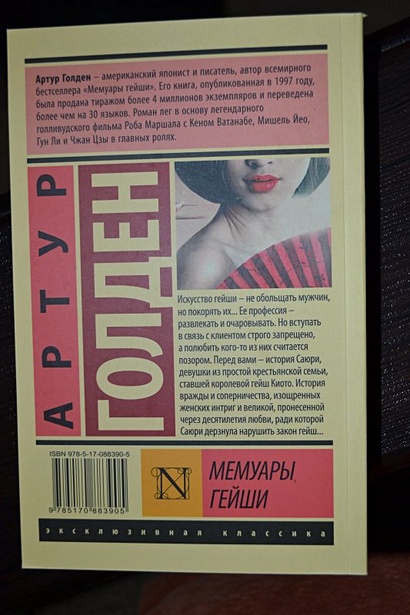 Артур Голден – американский японист и писатель, автор всемирного
бестселлера «Мемуары гейши». Его книга, опубликованная в 1997 году,
была продана тиражом более 4 миллионов экземпляров и переведена
более чем на 30 языков. Роман лег в основу легендарного
голливудского фильма Роба Маршала с Кеном Ватанабе, Мишель Йео,
Гун Ли и Чжан Цзы в главных ролях.
АРТУР
ГОЛДЕН
Искусство гейши – не обольщать мужчин,
но покорять их... Ее профессия –
развлекать и очаровывать. Но вступать
в связь с клиентом строго запрещено,
а полюбить кого-то из них считается
позором. Перед вами – история Саюри,
девушки из простой крестьянской семьи,
ставшей королевой гейш Киото. История
вражды и соперничества, изощренных
женских интриг и великой, пронесенной
через десятилетия любви, ради которой
Саюри дерзнула нарушить закон гейш...
ISBN 978-5-17-088390-5
9 785170 883905
N
МЕМУАРЫ
ГЕЙШИ
эксклюзивная классика